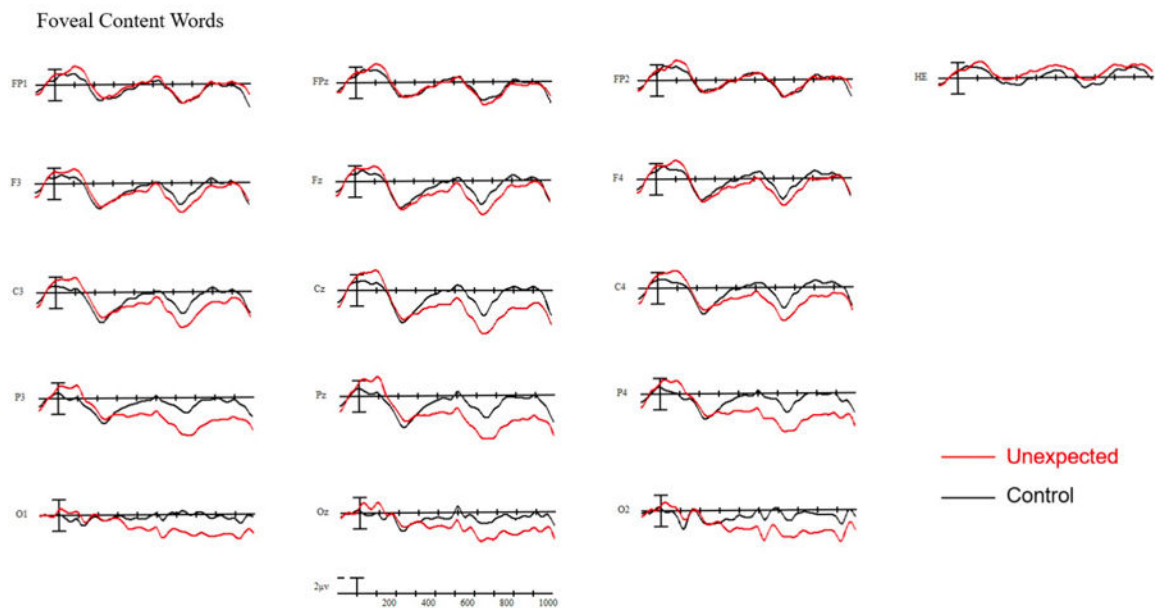 Foveal Content Words
FP1
FPz
FP2
HE
F3
Fz
F4
C3
Cz
C4
P3
Pz
P4
Unexpected
Control
O1
Oz
O2
2μv
200 400 600 800 1000